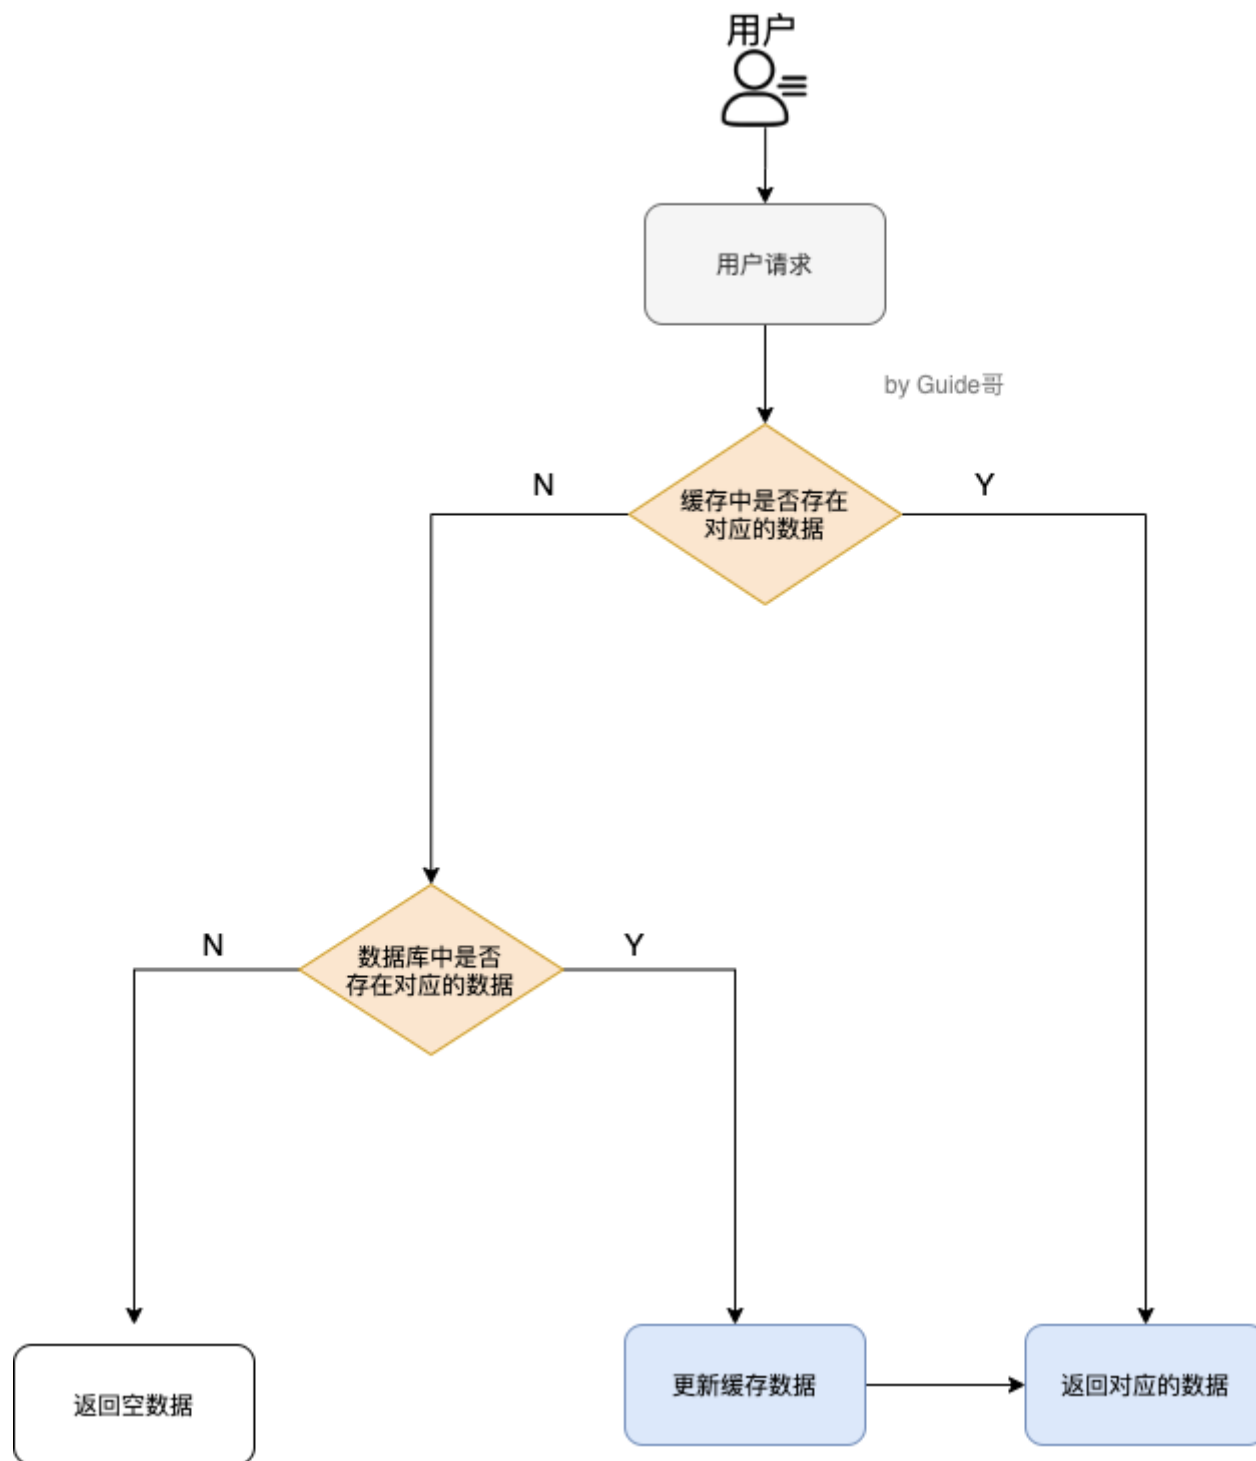 用户
用户请求
by Guide哥
N
Y
缓存中是否存在
对应的数据
N
Y
数据库中是否
存在对应的数据
返回空数据
更新缓存数据
返回对应的数据